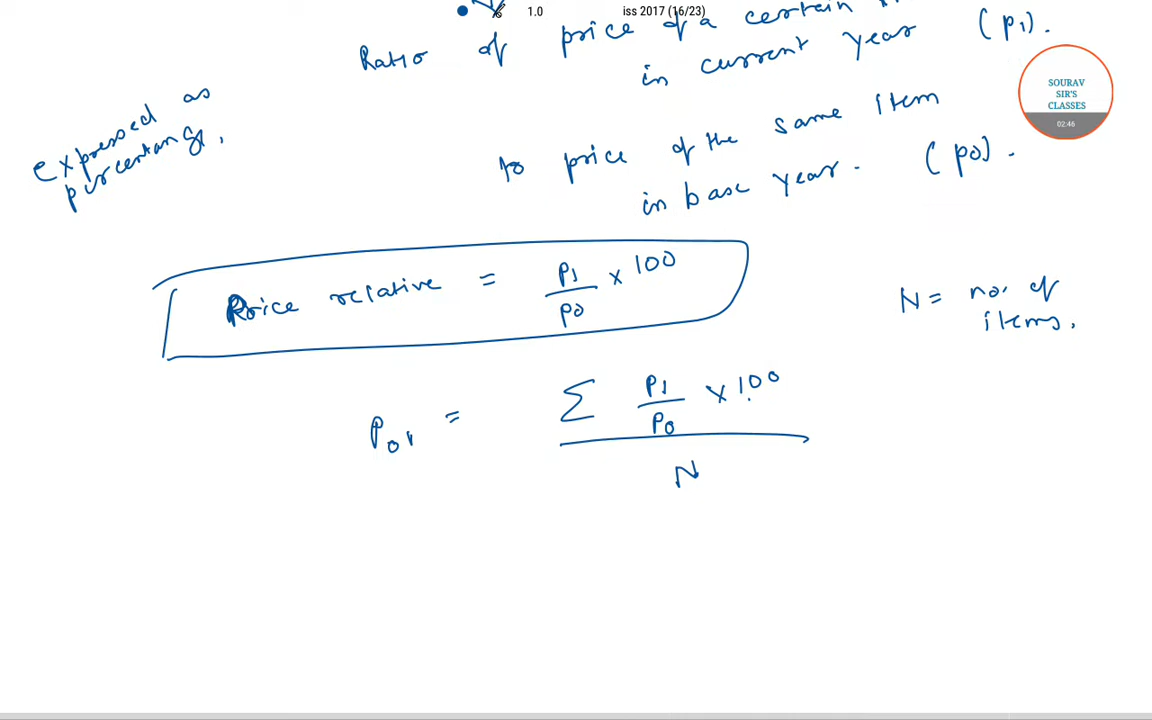 1.0 iss 2017 (16/23)
Ratio of price of a certain
in current year (p1).
expressed as
percentange.
to price of the same item
in base year. (p0).
SOURAV
SIR'S
CLASSES
02:46
Price relative = p1/p0 × 100
N = no. of
items.
P01 = Σ p1/p0 × 100
N